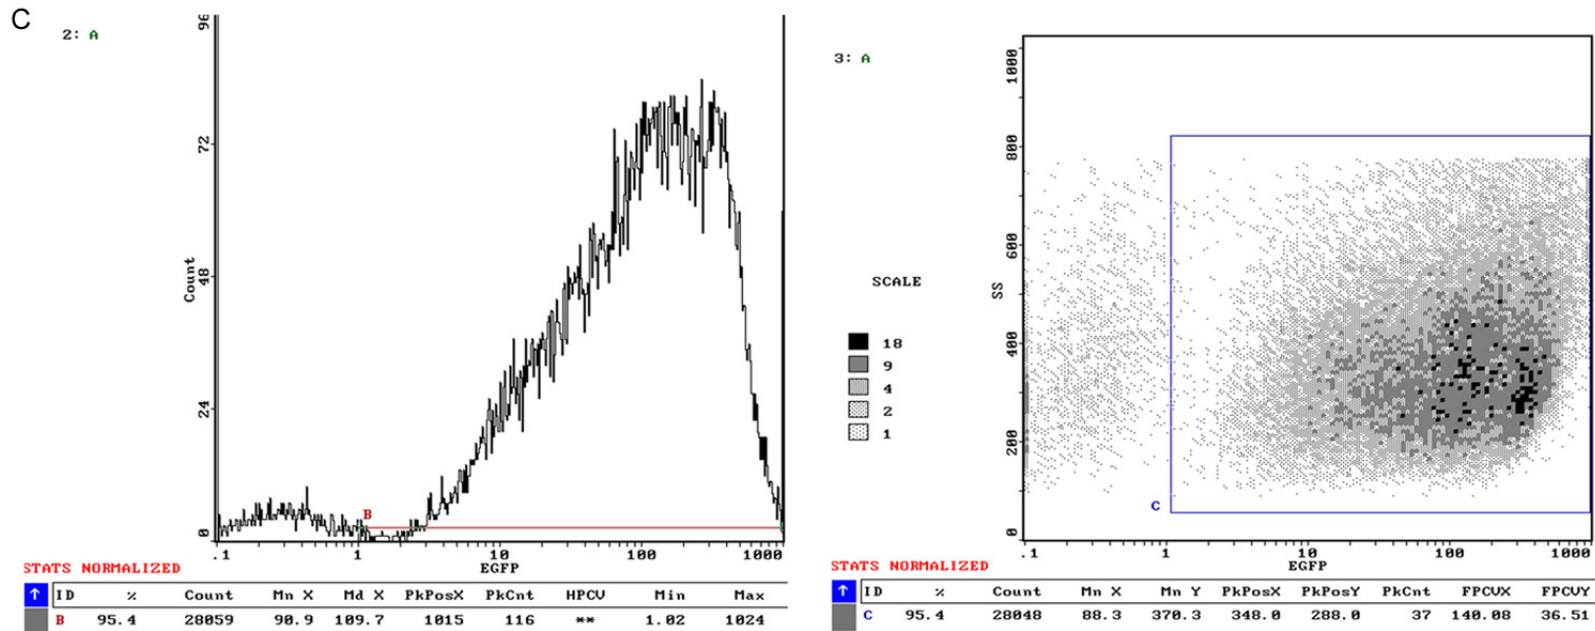 C
2: A
96
72
48
24
0
Count
B
.1 1 10 100 1000
EGFP
STATS NORMALIZED
ID % Count Mn X Md X PkPosX PkCnt HPCV Min Max
B 95.4 28059 90.9 109.7 1015 116 ** 1.02 1024
3: A
SCALE
18
9
4
2
1
1000
800
600
400
200
0
SS
C
.1 1 10 100 1000
EGFP
STATS NORMALIZED
ID % Count Mn X Mn Y PkPosX PkPosY PkCnt FPCVX FPCVY
C 95.4 28048 88.3 370.3 348.0 288.0 37 140.08 36.51